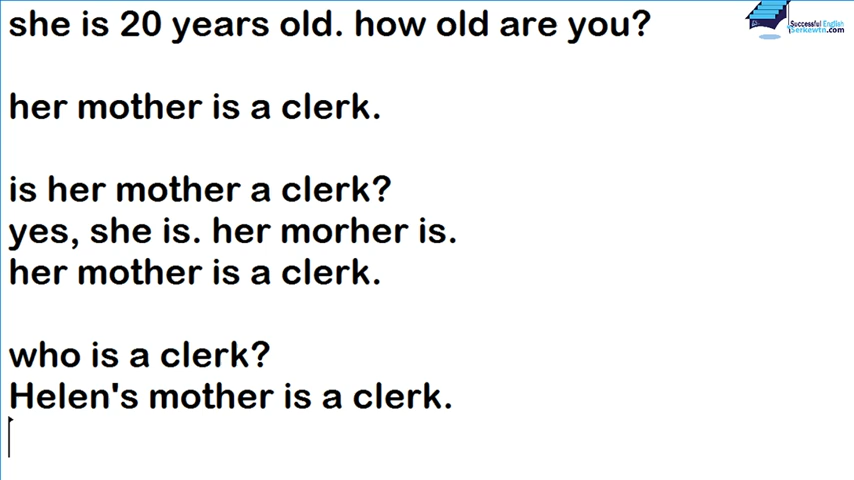 she is 20 years old. how old are you?
Successful English
Serkewtn.com
her mother is a clerk.
is her mother a clerk?
yes, she is. her morher is.
her mother is a clerk.
who is a clerk?
Helen's mother is a clerk.